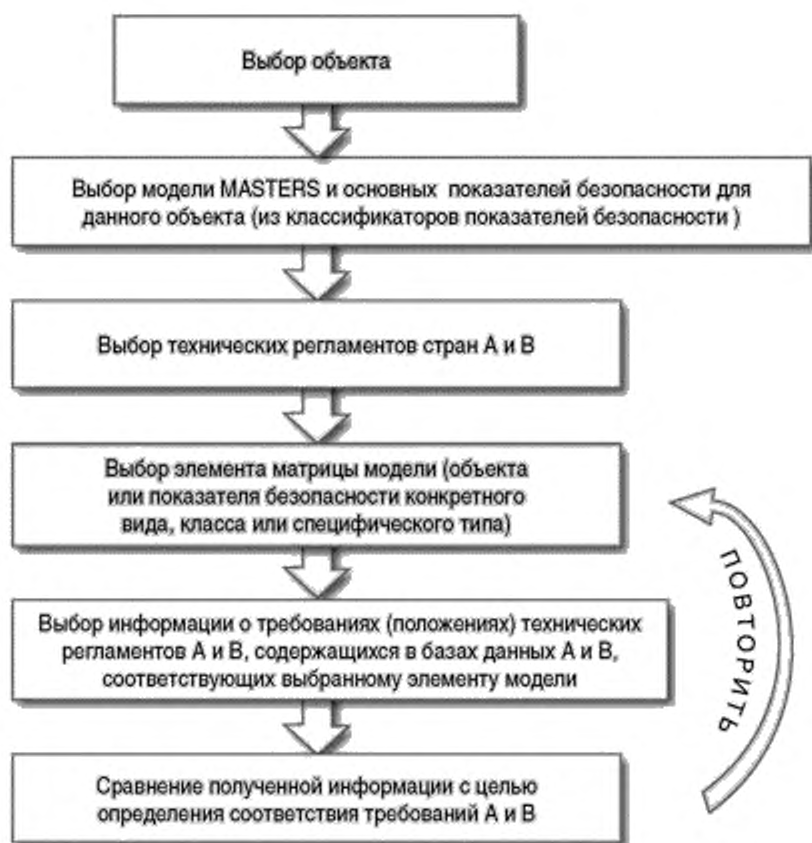 Выбор объекта
Выбор модели MASTERS и основных показателей безопасности для
данного объекта (из классификаторов показателей безопасности )
Выбор технических регламентов стран А и В
Выбор элемента матрицы модели (объекта
или показателя безопасности конкретного
вида, класса или специфического типа)
Выбор информации о требованиях (положениях) технических
регламентов А и В, содержащихся в базах данных А и В,
соответствующих выбранному элементу модели
Сравнение полученной информации с целью
определения соответствия требований А и В
ПОВТОРИТЬ